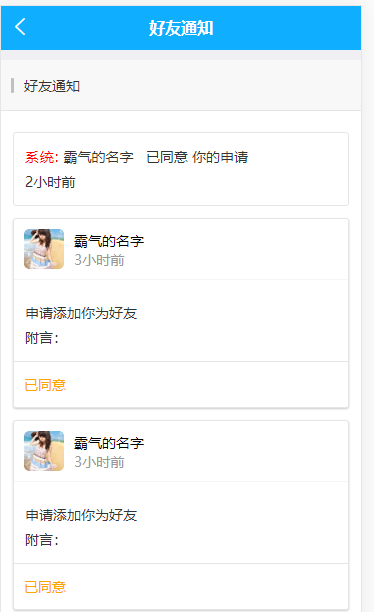 好友通知
好友通知
系统: 霸气的名字 已同意 你的申请
2小时前
霸气的名字
3小时前
申请添加你为好友
附言:
已同意
霸气的名字
3小时前
申请添加你为好友
附言:
已同意